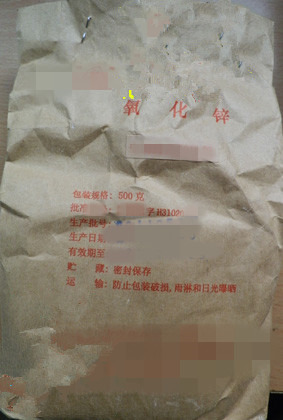 氧化锌
包装规格: 500克
批准
生产批号
生产日
有效期至
贮 藏: 密封保存
运 输: 防止包装破损,雨淋和日光曝晒